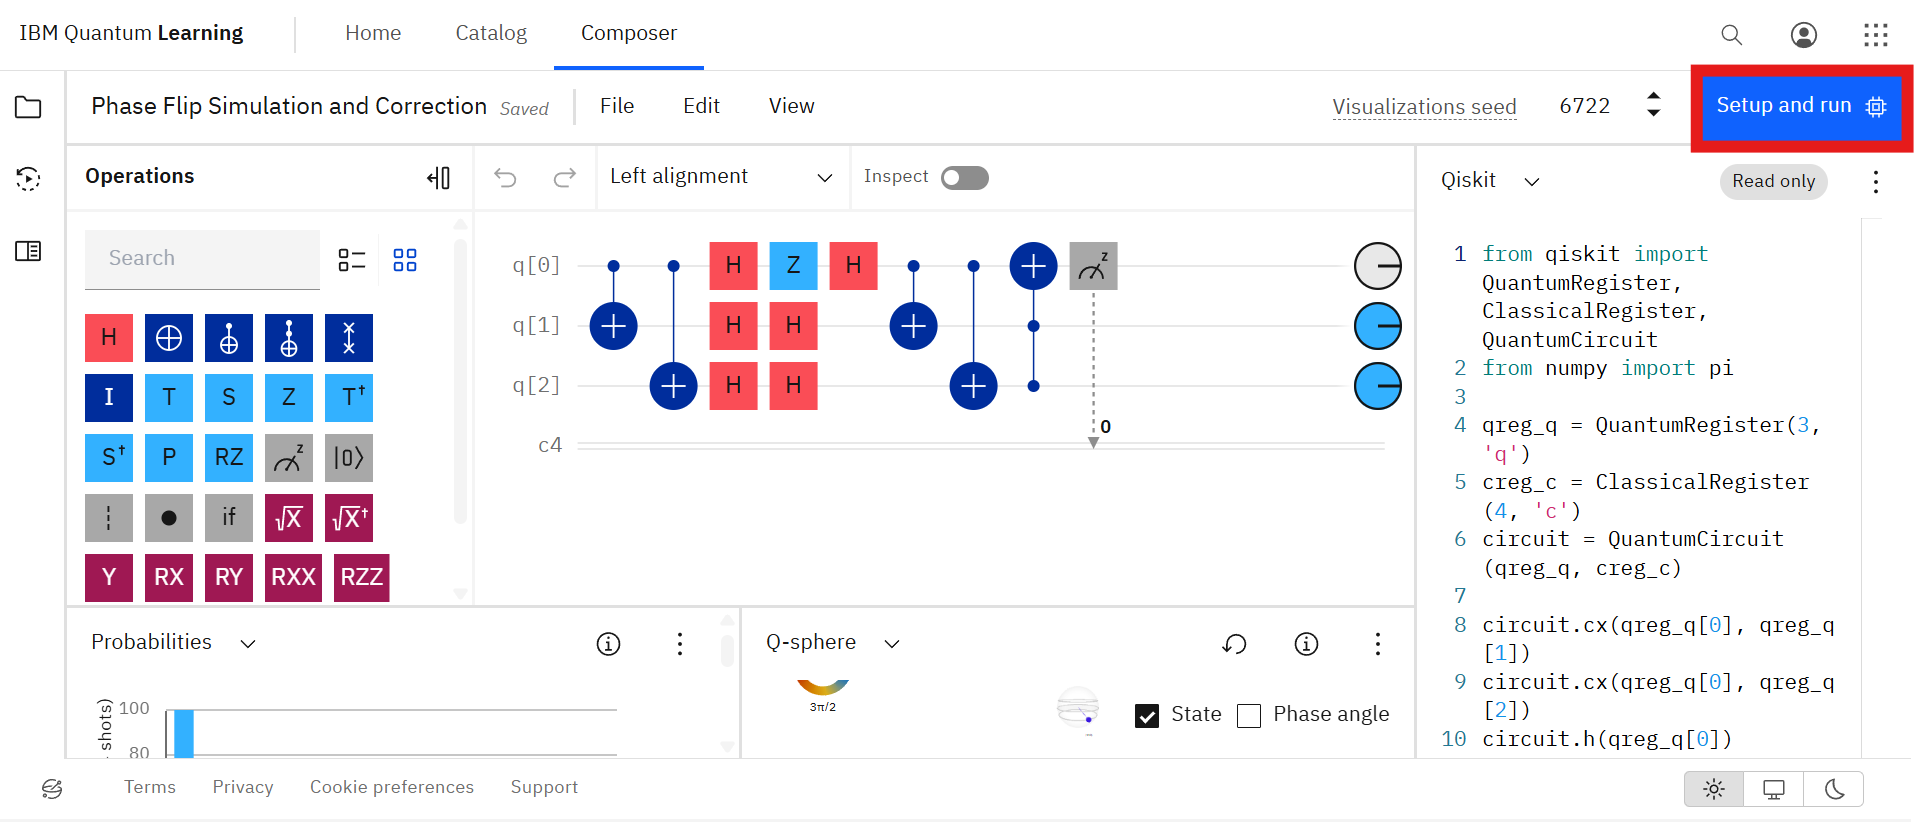 IBM Quantum Learning Home Catalog Composer
Phase Flip Simulation and Correction Saved File Edit View Visualizations seed 6722 Setup and run
Operations Left alignment Inspect Qiskit Read only
Search
H
I T S Z T†
S† P RZ z |0⟩
if √X √X†
Y RX RY RXX RZZ
q[0] H Z H z
q[1] H H
q[2] H H
0
c4
1 from qiskit import
QuantumRegister,
ClassicalRegister,
QuantumCircuit
2 from numpy import pi
3
4 qreg_q = QuantumRegister(3,
'q')
5 creg_c = ClassicalRegister
(4, 'c')
6 circuit = QuantumCircuit
(qreg_q, creg_c)
7
8 circuit.cx(qreg_q[0], qreg_q
[1])
9 circuit.cx(qreg_q[0], qreg_q
[2])
10 circuit.h(qreg_q[0])
Probabilities
100
80
shots)
Q-sphere
3π/2
State Phase angle
Terms Privacy Cookie preferences Support